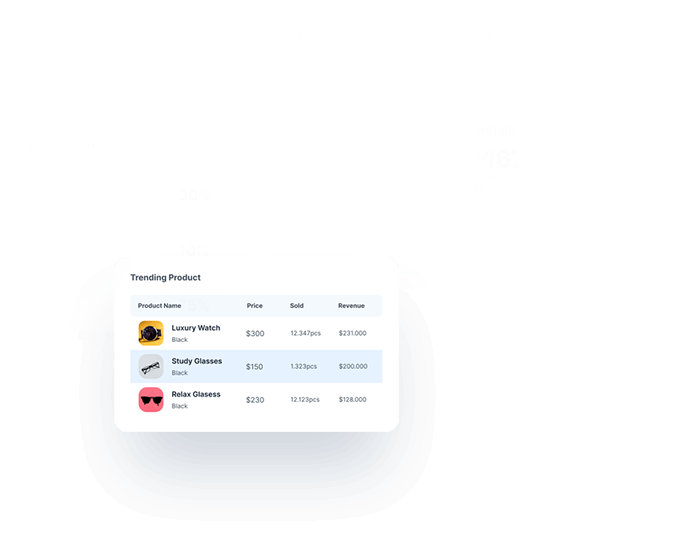 Trending Product
Product Name Price Sold Revenue
Luxury Watch
Black
$300 12.347pcs $231.000
Study Glasses
Black
$150 1.323pcs $200.000
Relax Glasess
Black
$230 12.123pcs $128.000